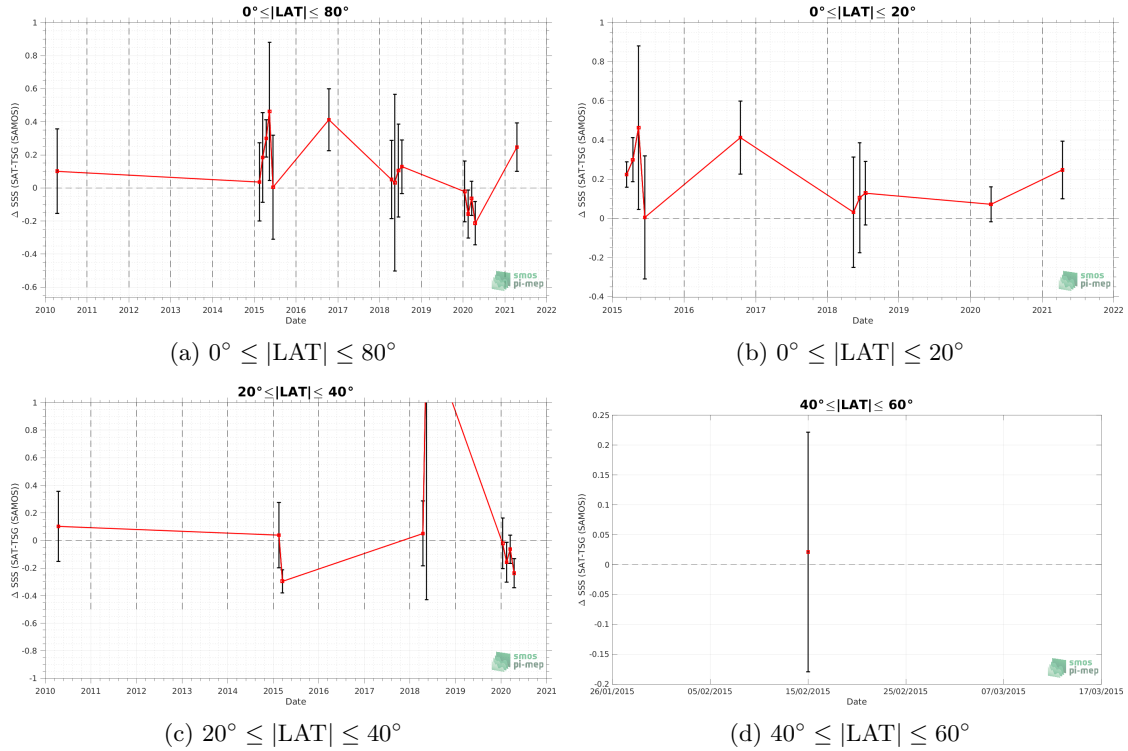 0°≤|LAT|≤ 80°
Δ SSS (SAT-TSG (SAMOS))
1
0.8
0.6
0.4
0.2
0
-0.2
-0.4
-0.6
2010 2011 2012 2013 2014 2015 2016 2017 2018 2019 2020 2021 2022
Date
smos
pi-mep
(a) 0° ≤ |LAT| ≤ 80°
0°≤|LAT|≤ 20°
Δ SSS (SAT-TSG (SAMOS))
1
0.8
0.6
0.4
0.2
0
-0.2
-0.4
2015 2016 2017 2018 2019 2020 2021 2022
Date
smos
pi-mep
(b) 0° ≤ |LAT| ≤ 20°
20°≤|LAT|≤ 40°
Δ SSS (SAT-TSG (SAMOS))
1
0.8
0.6
0.4
0.2
0
-0.2
-0.4
-0.6
-0.8
-1
2010 2011 2012 2013 2014 2015 2016 2017 2018 2019 2020 2021
Date
smos
pi-mep
(c) 20° ≤ |LAT| ≤ 40°
40°≤|LAT|≤ 60°
Δ SSS (SAT-TSG (SAMOS))
0.25
0.2
0.15
0.1
0.05
0
-0.05
-0.1
-0.15
-0.2
26/01/2015 05/02/2015 15/02/2015 25/02/2015 07/03/2015 17/03/2015
Date
smos
pi-mep
(d) 40° ≤ |LAT| ≤ 60°